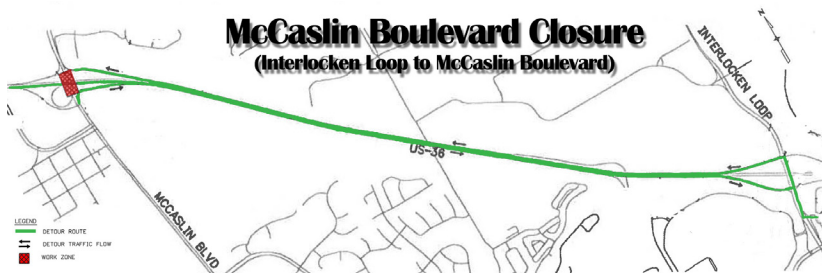 McCaslin Boulevard Closure
(Interlocken Loop to McCaslin Boulevard)
INTERLOCKEN LOOP
US-36
MCCASLIN BLVD
LEGEND
DETOUR ROUTE
DETOUR TRAFFIC FLOW
WORK ZONE